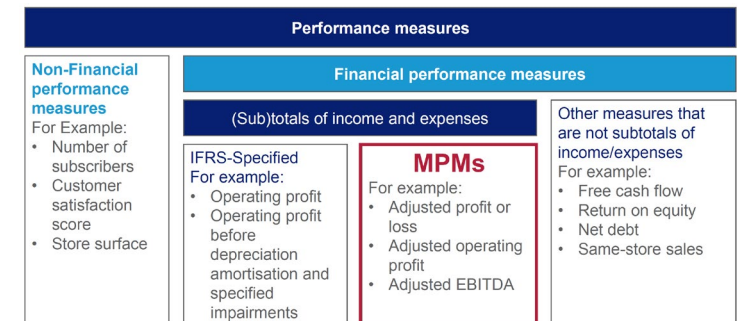 Performance measures
Non-Financial
performance
measures
For Example:
• Number of
subscribers
• Customer
satisfaction
score
• Store surface
Financial performance measures
(Sub)totals of income and expenses
IFRS-Specified
For example:
• Operating profit
• Operating profit
before
depreciation
amortisation and
specified
impairments
MPMs
For example:
• Adjusted profit or
loss
• Adjusted operating
profit
• Adjusted EBITDA
Other measures that
are not subtotals of
income/expenses
For example:
• Free cash flow
• Return on equity
• Net debt
• Same-store sales